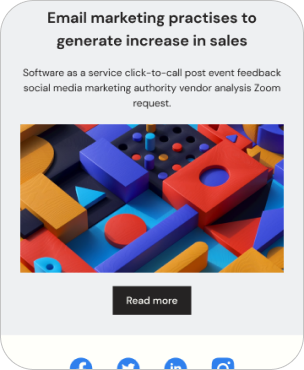 Email marketing practises to
generate increase in sales
Software as a service click-to-call post event feedback
social media marketing authority vendor analysis Zoom
request.
Read more